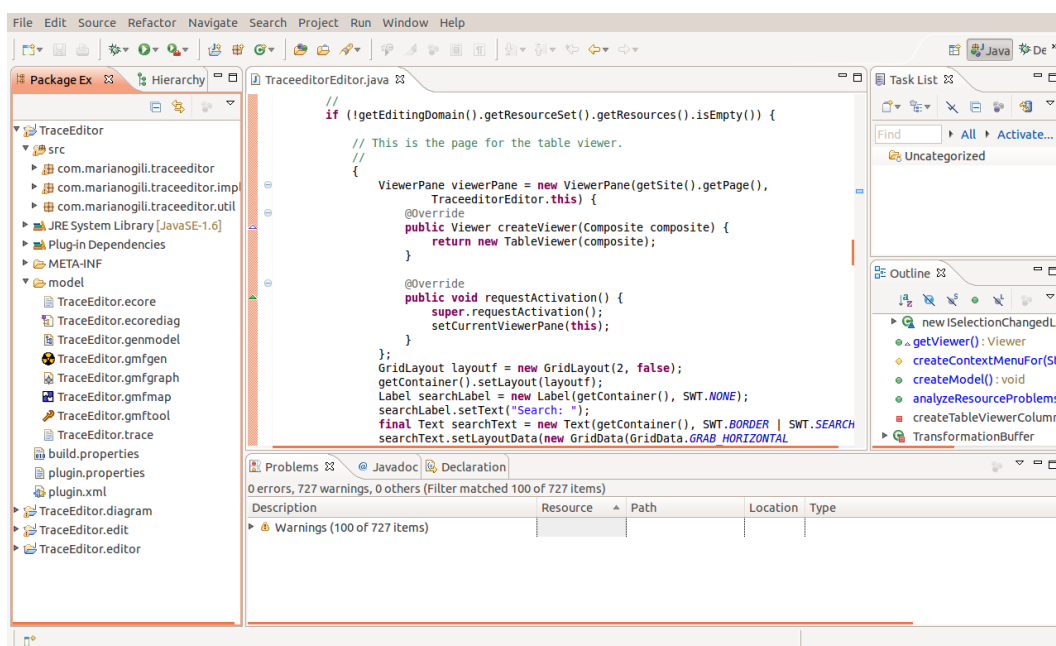 File Edit Source Refactor Navigate Search Project Run Window Help
Java De
Package Ex Hierarchy
TraceEditor
src
com.marianogili.traceeditor
com.marianogili.traceeditor.impl
com.marianogili.traceeditor.util
JRE System Library [JavaSE-1.6]
Plug-in Dependencies
META-INF
model
TraceEditor.ecore
TraceEditor.ecorediag
TraceEditor.genmodel
TraceEditor.gmfgen
TraceEditor.gmfgraph
TraceEditor.gmfmap
TraceEditor.gmftool
TraceEditor.trace
build.properties
plugin.properties
plugin.xml
TraceEditor.diagram
TraceEditor.edit
TraceEditor.editor
TraceeditorEditor.java
//
if (!getEditingDomain().getResourceSet().getResources().isEmpty()) {
// This is the page for the table viewer.
//
{
ViewerPane viewerPane = new ViewerPane(getSite().getPage(),
TraceeditorEditor.this) {
@Override
public Viewer createViewer(Composite composite) {
return new TableViewer(composite);
}
@Override
public void requestActivation() {
super.requestActivation();
setCurrentViewerPane(this);
}
};
GridLayout layoutf = new GridLayout(2, false);
getContainer().setLayout(layoutf);
Label searchLabel = new Label(getContainer(), SWT.NONE);
searchLabel.setText("Search: ");
final Text searchText = new Text(getContainer(), SWT.BORDER | SWT.SEARCH
searchText.setLayoutData(new GridData(GridData.GRAB_HORIZONTAL
Task List
Find All Activate...
Uncategorized
Outline
new ISelectionChangedL
getViewer() : Viewer
createContextMenuFor(St
createModel() : void
analyzeResourceProblems
createTableViewerColumn
TransformationBuffer
Problems @ Javadoc Declaration
0 errors, 727 warnings, 0 others (Filter matched 100 of 727 items)
Description Resource Path Location Type
Warnings (100 of 727 items)